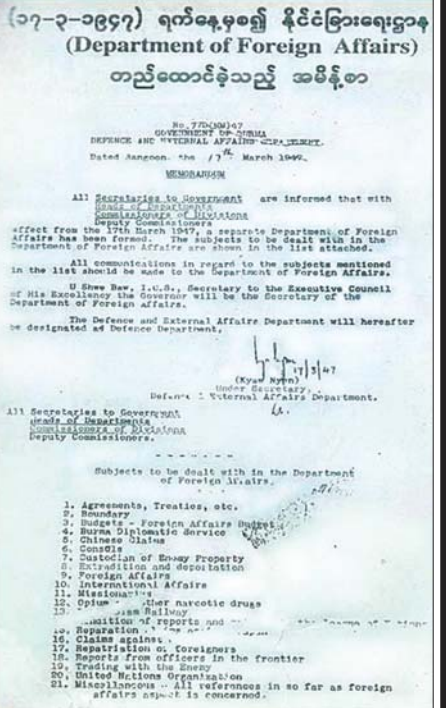 (၁၇-၃-၁၉၄၇) ရက်နေ့မှစ၍ နိုင်ငံခြားရေးဌာန
(Department of Foreign Affairs)
တည်ထောင်ခဲ့သည့် အမိန့်စာ
GOVERNMENT OF BURMA
DEFENCE AND EXTERNAL AFFAIRS DEPARTMENT.
Dated Rangoon, the 17th March 1947.
MEMORANDUM
All Secretaries to Government are informed that with
Heads of Departments
Commissioners of Divisions
Deputy Commissioners
effect from the 17th March 1947, a separate Department of Foreign
Affairs has been formed. The subjects to be dealt with in the
Department of Foreign Affairs are shown in the list attached.
All communications in regard to the subjects mentioned
in the list should be made to the Department of Foreign Affairs.
U Shwe Baw, I.C.S., Secretary to the Executive Council
of His Excellency the Governor will be the Secretary of the
Department of Foreign Affairs.
The Defence and External Affairs Department will hereafter
be designated as Defence Department.
17/3/47
(Kyaw Nyun)
Under Secretary,
Defence & External Affairs Department.
All Secretaries to Government
Heads of Departments
Commissioners of Divisions
Deputy Commissioners.
Subjects to be dealt with in the Department
of Foreign Affairs.
1. Agreements, Treaties, etc.
2. Boundary
3. Budgets - Foreign Affairs Budget
4. Burma Diplomatic Service
5. Chinese Claims
6. Consuls
7. Custodian of Enemy Property
8. Extradition and deportation
9. Foreign Affairs
10. International Affairs
11. Missionaries
12. Opium other narcotic drugs
13. Railway
of reports and
15. Reparation
16. Claims against
17. Repatriation of foreigners
18. Reports from officers in the frontier
19. Trading with the Enemy
20. United Nations Organization
21. Miscellaneous - All references in so far as foreign
affairs aspect is concerned.